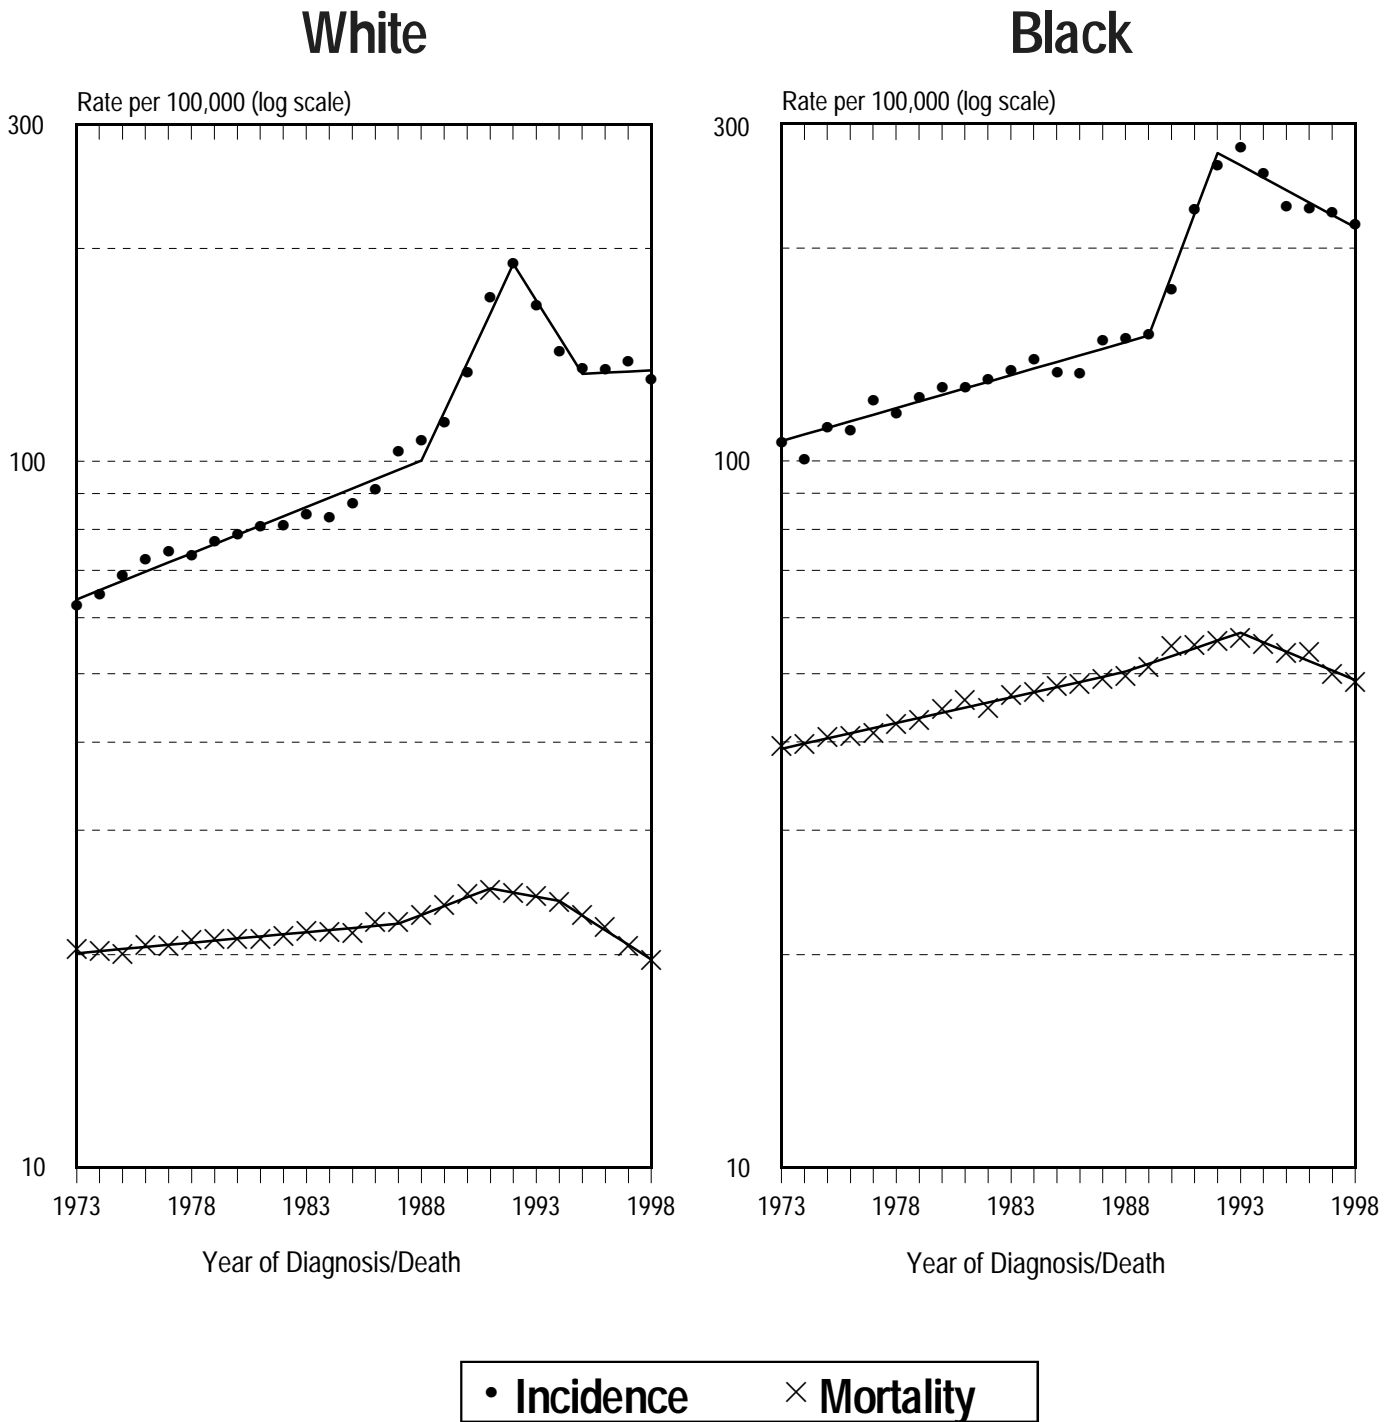 White
Rate per 100,000 (log scale)
300
100
10
1973 1978 1983 1988 1993 1998
Year of Diagnosis/Death
Black
Rate per 100,000 (log scale)
300
100
10
1973 1978 1983 1988 1993 1998
Year of Diagnosis/Death
Incidence Mortality